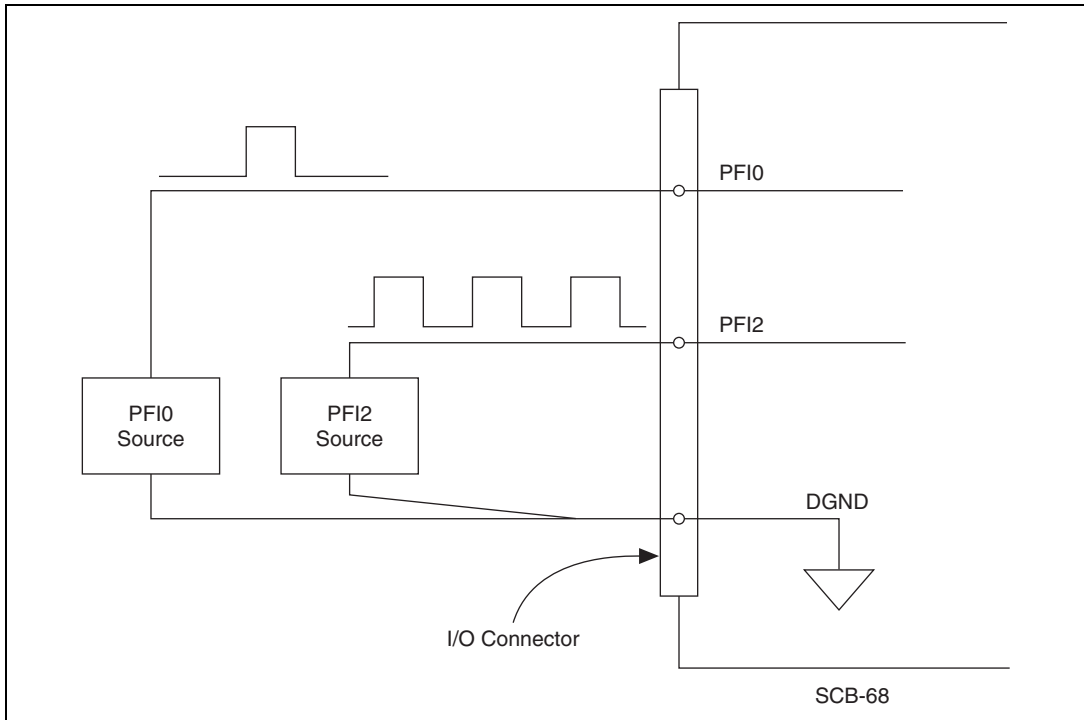 PFI0
PFI2
PFI0
Source
PFI2
Source
DGND
I/O Connector
SCB-68